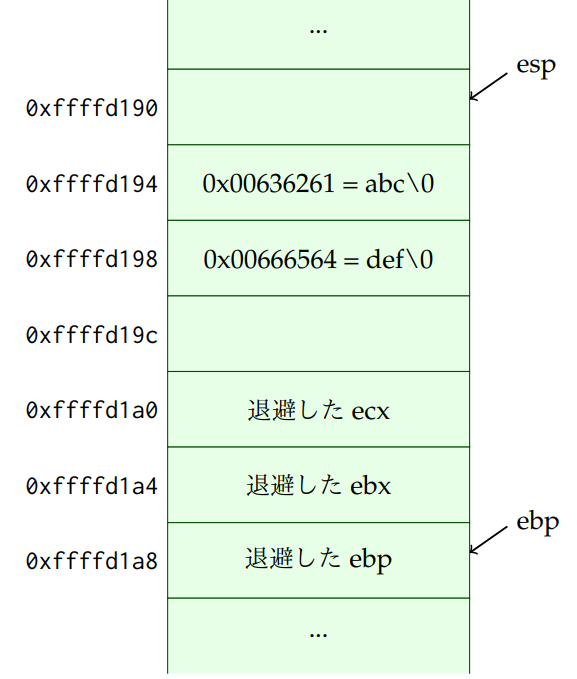 ...
esp
0xffffd190
0xffffd194 0x00636261 = abc\0
0xffffd198 0x00666564 = def\0
0xffffd19c
0xffffd1a0 退避した ecx
0xffffd1a4 退避した ebx
ebp
0xffffd1a8 退避した ebp
...